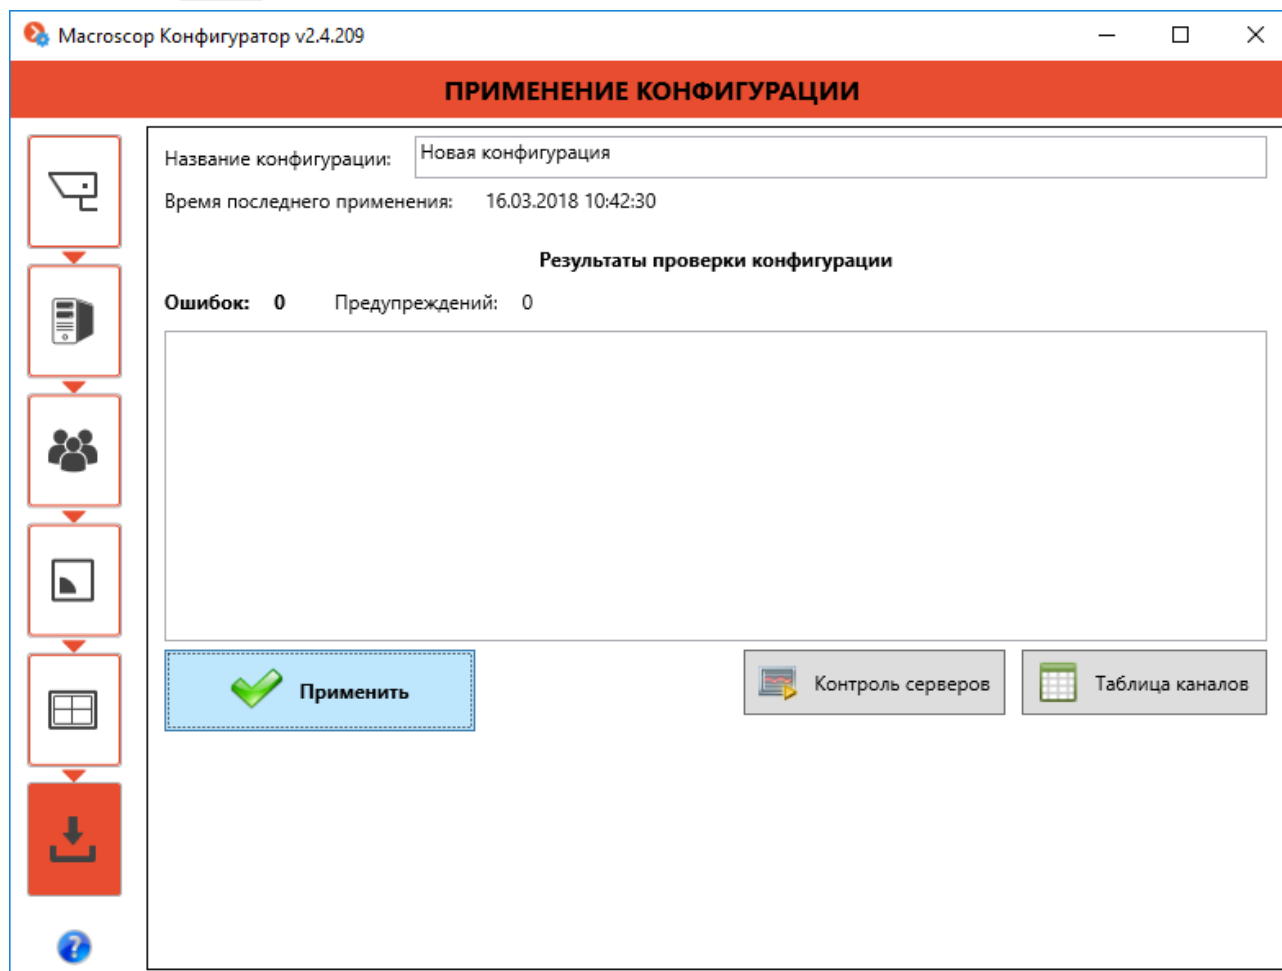 Macroscop Конфигуратор v2.4.209
ПРИМЕНЕНИЕ КОНФИГУРАЦИИ
Название конфигурации: Новая конфигурация
Время последнего применения: 16.03.2018 10:42:30
Результаты проверки конфигурации
Ошибок: 0 Предупреждений: 0
Применить Контроль серверов Таблица каналов
?